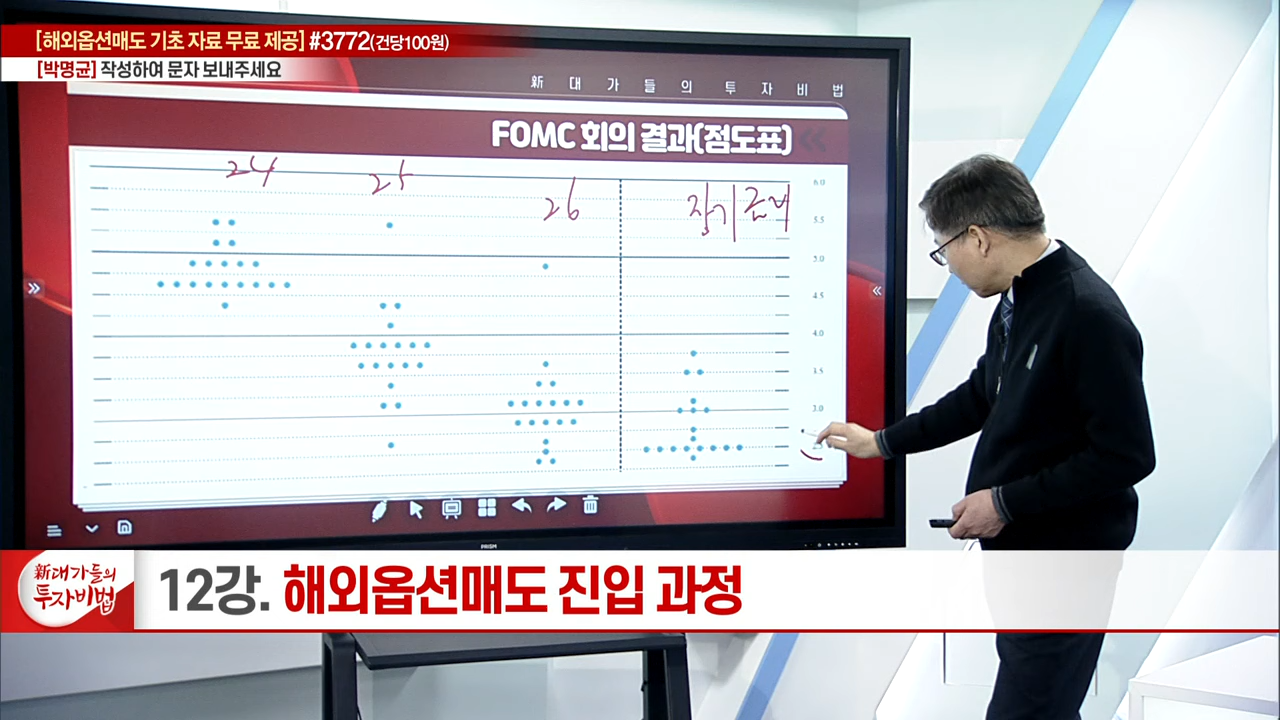 [해외옵션매도 기초 자료 무료 제공] #3772(건당100원)
[박명균] 작성하여 문자 보내주세요
新 대 가 들 의 투 자 비 법
FOMC 회의 결과(점도표)
24
25
26
장기
6.0
5.5
5.0
4.5
4.0
3.5
3.0
PRISM
新대가들의
투자비법
12강. 해외옵션매도 진입 과정